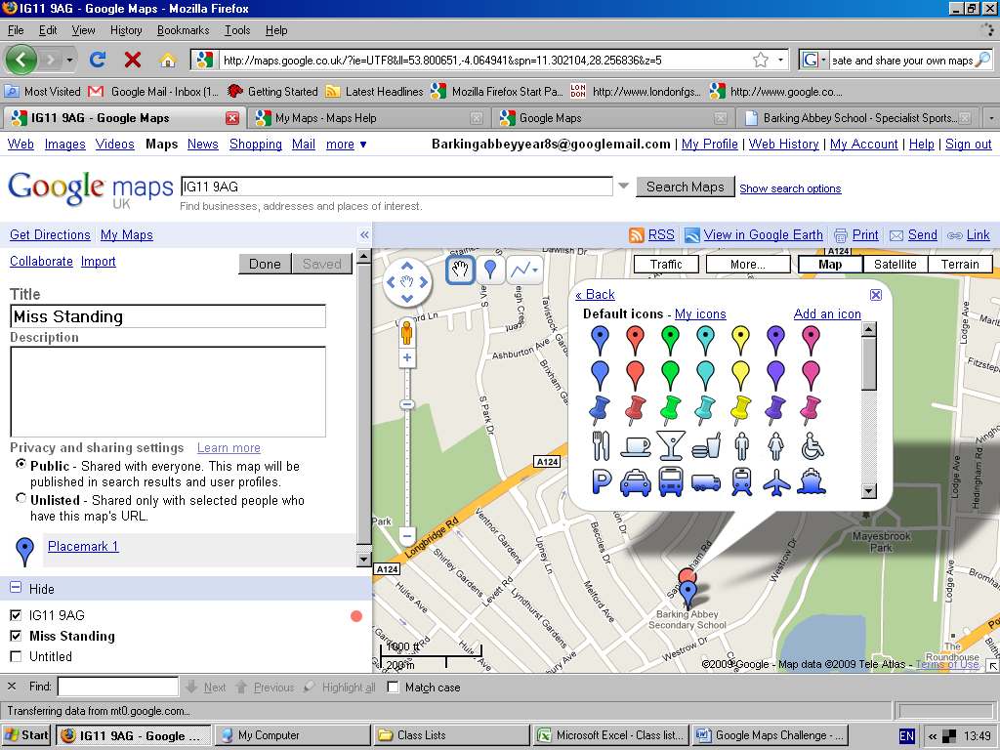 IG11 9AG - Google Maps - Mozilla Firefox
File Edit View History Bookmarks Tools Help
http://maps.google.co.uk/?ie=UTF8&ll=53.800651,-4.064941&spn=11.302104,28.256836&z=5
eate and share your own maps
Most Visited Google Mail - Inbox (1... Getting Started Latest Headlines Mozilla Firefox Start Pa... LON DON http://www.londonfgs... http://www.google.co....
IG11 9AG - Google Maps My Maps - Maps Help Google Maps Barking Abbey School - Specialist Sports...
Web Images Videos Maps News Shopping Mail more ▼ Barkingabbeyyear8s@googlemail.com | My Profile | Web History | My Account | Help | Sign out
Google maps UK
IG11 9AG
Search Maps Show search options
Find businesses, addresses and places of interest.
Get Directions My Maps «
RSS View in Google Earth Print Send Link
Collaborate Import Done Saved
Title
Miss Standing
Description
Privacy and sharing settings Learn more
Public - Shared with everyone. This map will be
published in search results and user profiles.
Unlisted - Shared only with selected people who
have this map's URL.
Placemark 1
Hide
IG11 9AG
Miss Standing
Untitled
Dawlish Dr
A124
Traffic More... Map Satellite Terrain
« Back
Default icons - My icons Add an icon
P
Tavistock Gardens
Ashburton Ave
Brixham Gardens
S Park Dr
Lodge Ave
A124
Park
Longbridge Rd
A124
Ventnor Gardens
Shirley Gardens
Hulse Ave
Levett Rd
Lyndhurst Gardens
Upney Ln
Beccles Dr
Melford Ave
Westrow Dr
Mayesbrook
Park
Lodge Ave
Hedingham Rd
Lodge Ave
Barking Abbey
Secondary School
Westrow Dr
The
Roundhouse
1000 ft
200 m
©2009 Google - Map data ©2009 Tele Atlas - Terms of Use
Find: Next Previous Highlight all Match case
Transferring data from mt0.google.com...
Start IG11 9AG - Google ... My Computer Class Lists Microsoft Excel - Class list... Google Maps Challenge - ... EN « 13:49